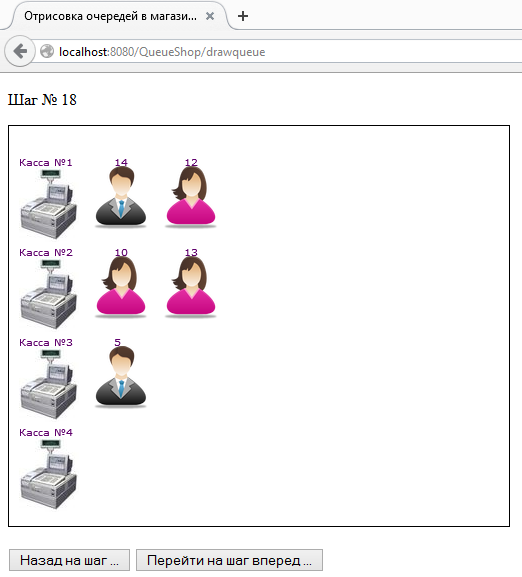 Отрисовка очередей в магази...
localhost:8080/QueueShop/drawqueue
Шаг № 18
Касса №1 14 12
Касса №2 10 13
Касса №3 5
Касса №4
Назад на шаг ... Перейти на шаг вперед ...